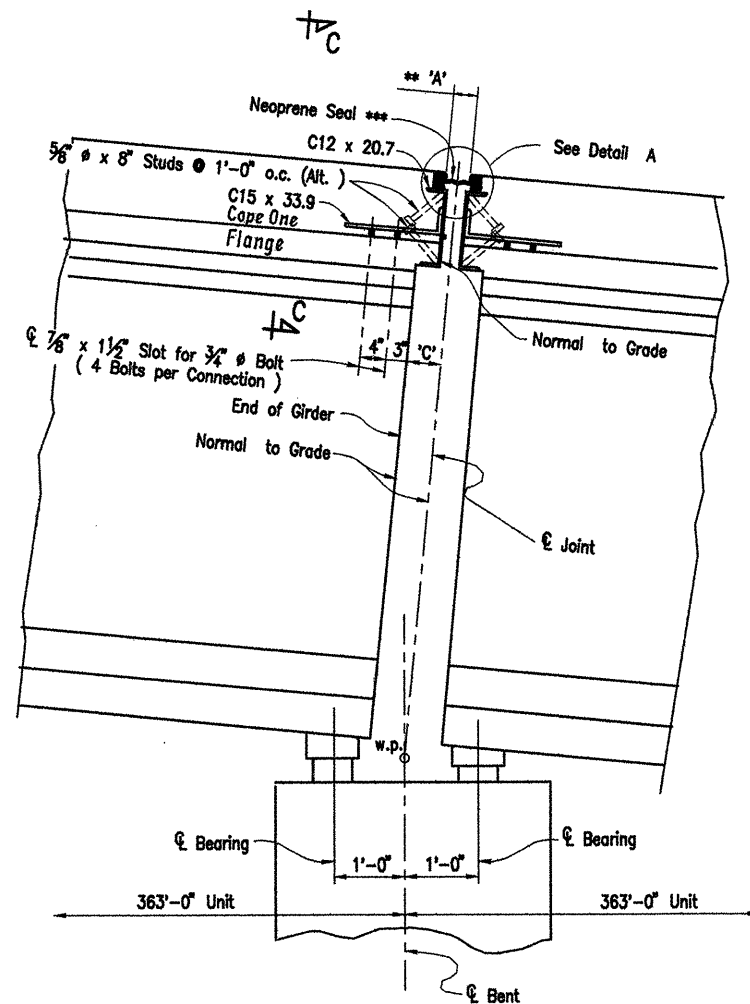 C
** 'A'
Neoprene Seal ***
C12 x 20.7
See Detail A
5/8" ø x 8" Studs @ 1'-0" o.c. (Alt. )
C15 x 33.9
Cope One
Flange
C
℄ 7/8" x 1 1/2" Slot for 3/4" ø Bolt
( 4 Bolts per Connection )
4" 3" 'C'
Normal to Grade
End of Girder
Normal to Grade
℄ Joint
w.p.
℄ Bearing
℄ Bearing
1'-0" 1'-0"
363'-0" Unit
363'-0" Unit
℄ Bent